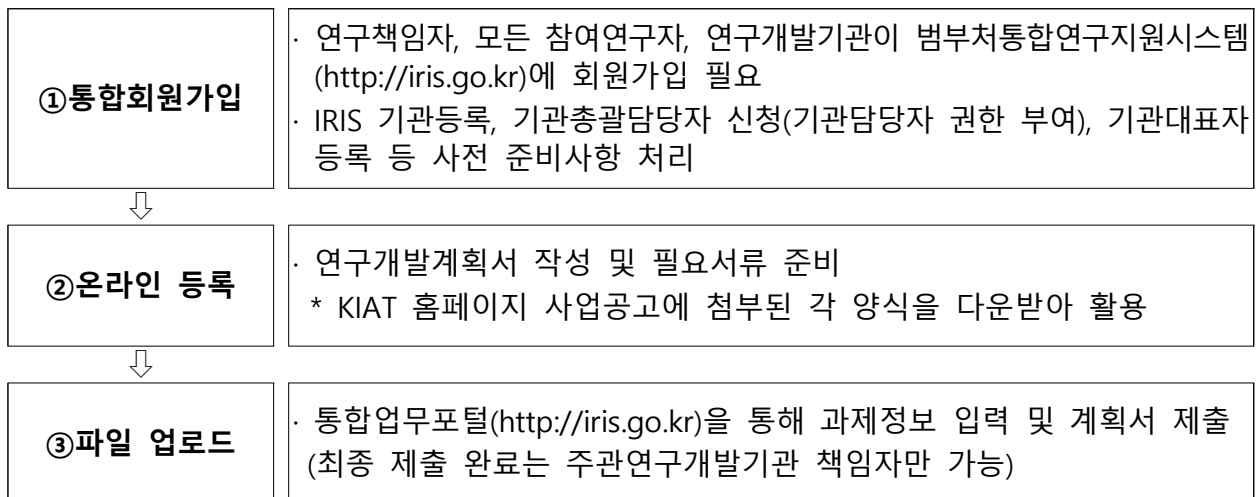 ①통합회원가입
· 연구책임자, 모든 참여연구자, 연구개발기관이 범부처통합연구지원시스템
(http://iris.go.kr)에 회원가입 필요
· IRIS 기관등록, 기관총괄담당자 신청(기관담당자 권한 부여), 기관대표자
등록 등 사전 준비사항 처리
⇩
②온라인 등록
· 연구개발계획서 작성 및 필요서류 준비
* KIAT 홈페이지 사업공고에 첨부된 각 양식을 다운받아 활용
⇩
③파일 업로드
· 통합업무포털(http://iris.go.kr)을 통해 과제정보 입력 및 계획서 제출
(최종 제출 완료는 주관연구개발기관 책임자만 가능)